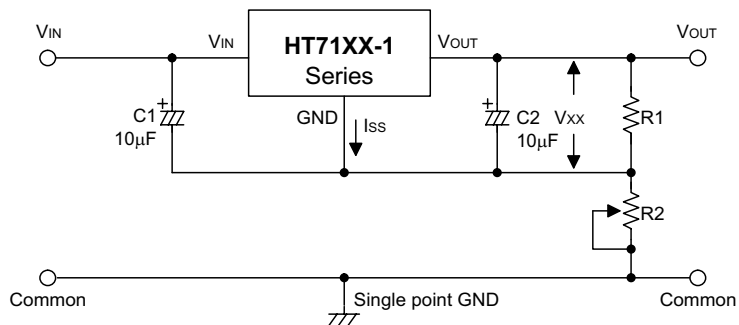 VIN
VIN
HT71XX-1
Series
VOUT
VOUT
C1
10μF
GND
ISS
C2
10μF
VXX
R1
R2
Common
Single point GND
Common